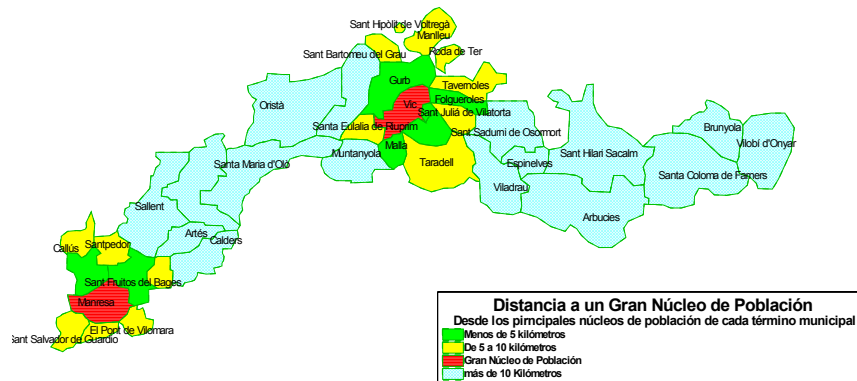 Sant Hipòlit de Voltregà
Manlleu
Sant Bartomeu del Grau
Røda de Ter
Gurb
Tavernoles
Oristà
Vic
Folgueroles
Sant Julià de Vilatorta
Santa Eulalia de Riuprim
Sant Sadurni de Osormort
Brunyola
Vilobí d'Onyar
Malla
Muntanyola
Santa Maria d'Oló
Taradell
Espinelves
Sant Hilari Sacalm
Santa Coloma de Farners
Viladrau
Sallent
Arbucies
Artés
Calders
Callús
Santpedor
Sant Fruitos del Bages
Manresa
El Pont de Vilomara
Sant Salvador de Guardio
Distancia a un Gran Núcleo de Población
Desde los pirncipales núcleos de población de cada término municipal
Menos de 5 kilómetros
De 5 a 10 kilómetros
Gran Núcleo de Población
más de 10 Kilómetros